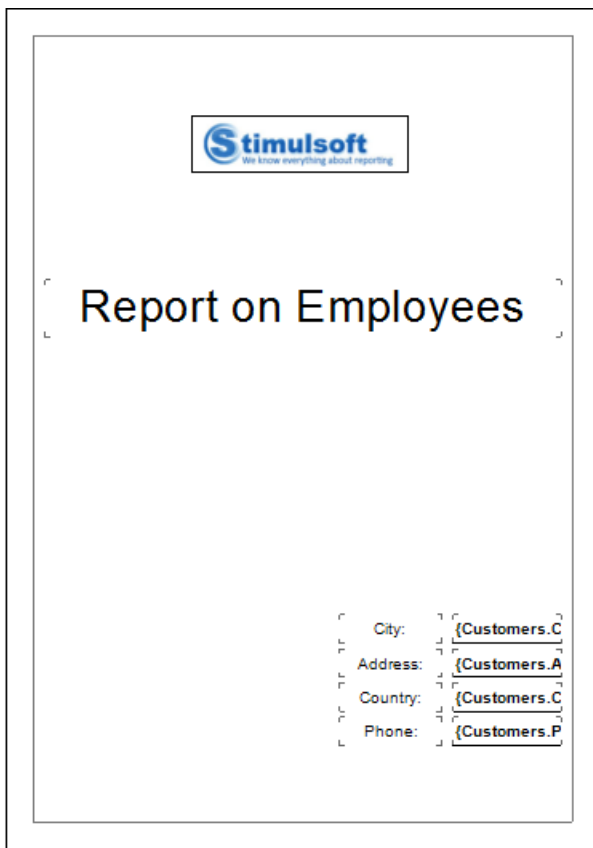 Stimulsoft
We know everything about reporting
Report on Employees
City: {Customers.C
Address: {Customers.A
Country: {Customers.C
Phone: {Customers.P